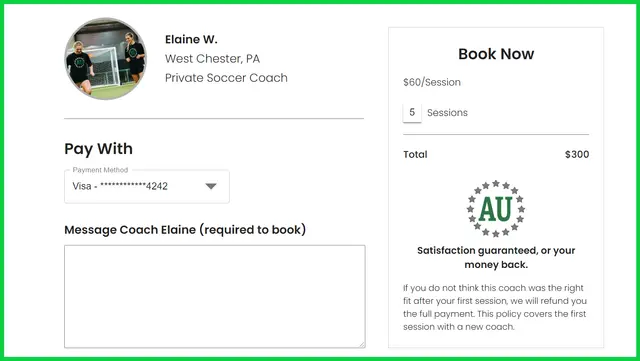 Elaine W.
West Chester, PA
Private Soccer Coach
Pay With
Payment Method
Visa - ************4242
Message Coach Elaine (required to book)
Book Now
$60/Session
5 Sessions
Total $300
AU
Satisfaction guaranteed, or your
money back.
If you do not think this coach was the right
fit after your first session, we will refund you
the full payment. This policy covers the first
session with a new coach.